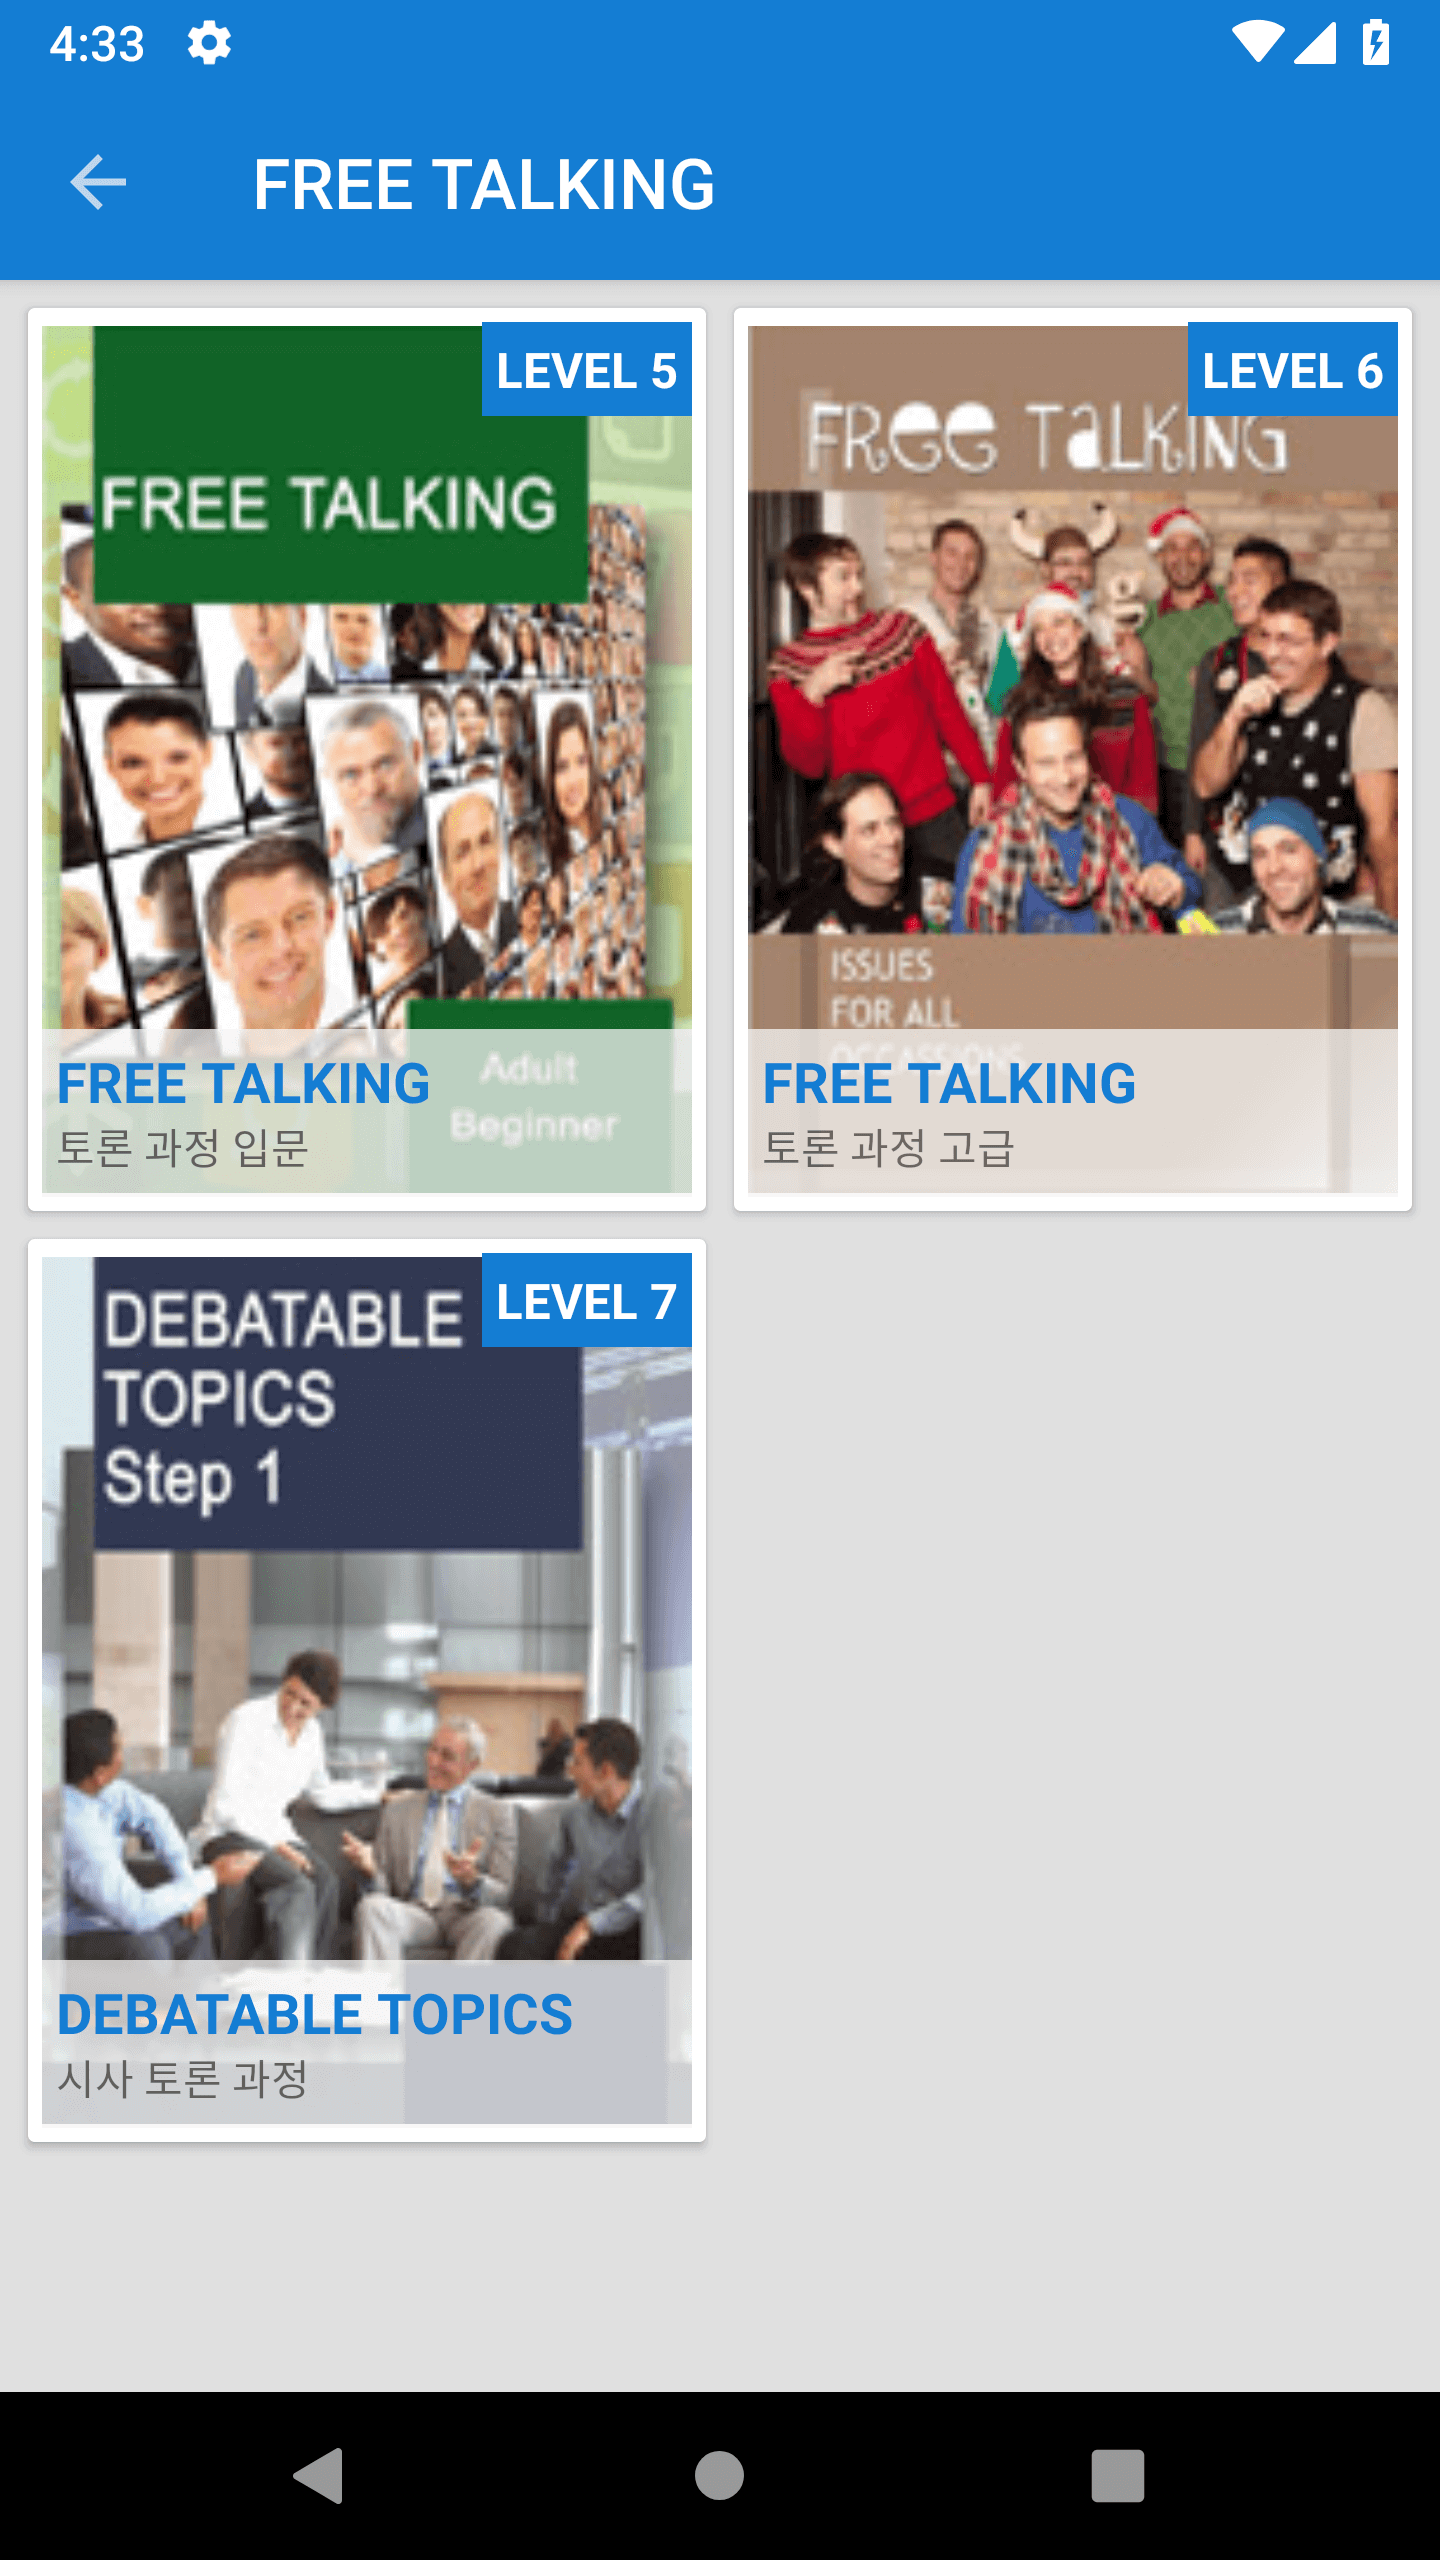 4:33
FREE TALKING
LEVEL 5
FREE TALKING
Adult
Beginner
FREE TALKING
토론 과정 입문
LEVEL 6
FREE TALKING
ISSUES
FOR ALL
OCCASSIONS
FREE TALKING
토론 과정 고급
LEVEL 7
DEBATABLE
TOPICS
Step 1
DEBATABLE TOPICS
시사 토론 과정